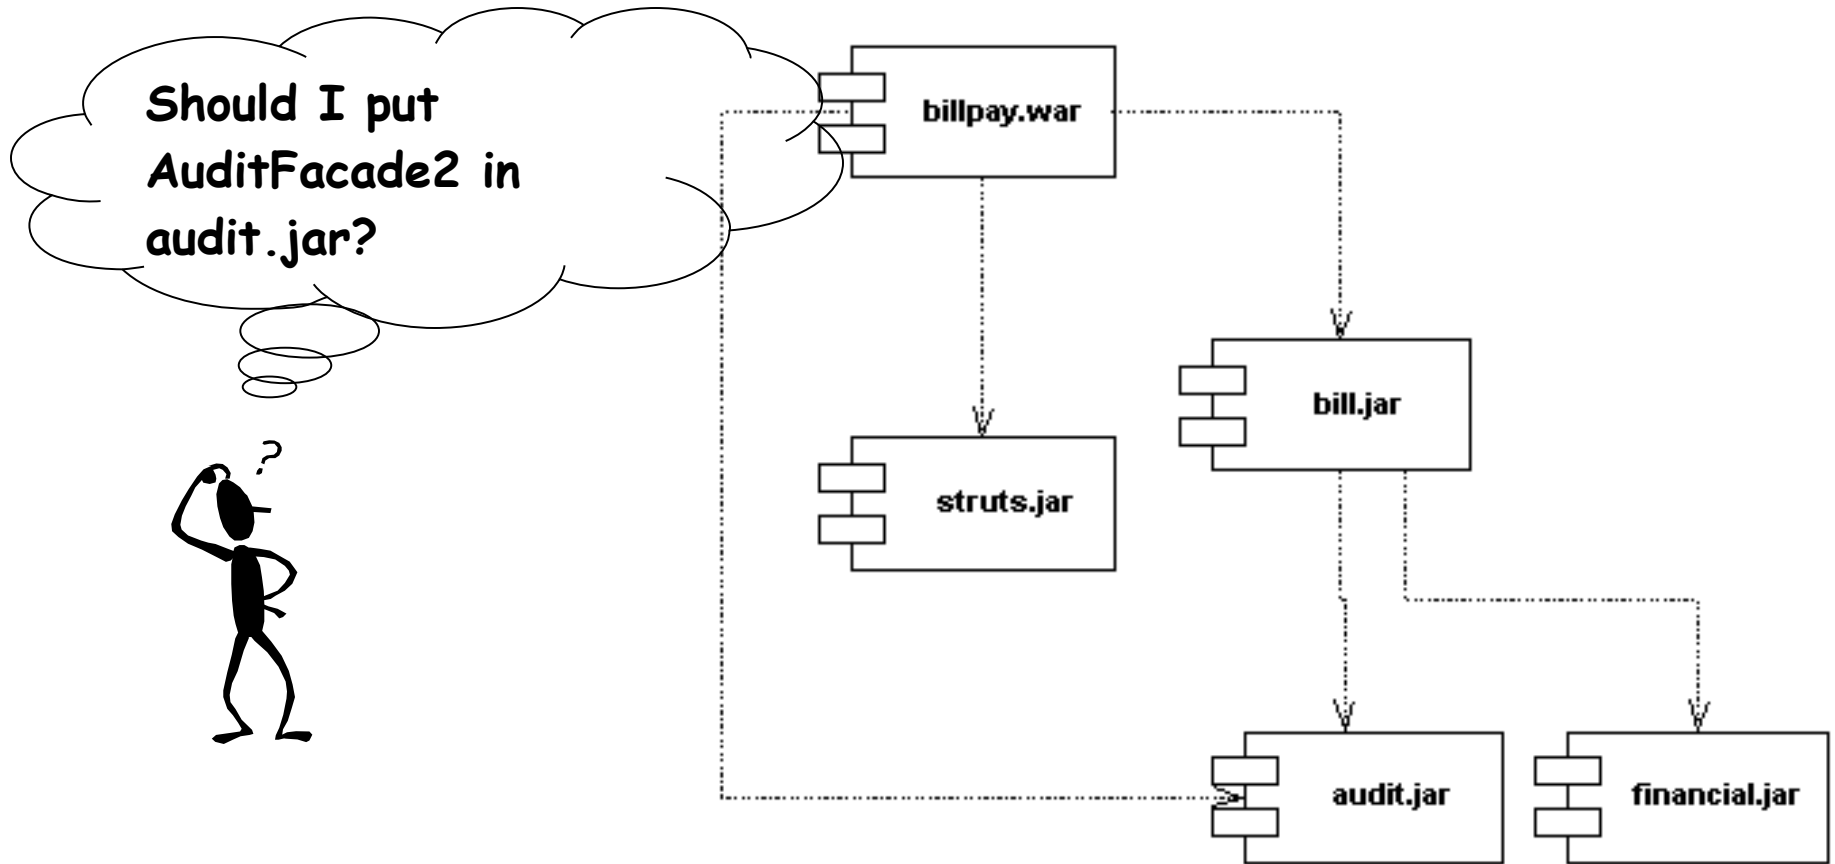 Should I put
AuditFacade2 in
audit.jar?
?
billpay.war
bill.jar
struts.jar
audit.jar
financial.jar